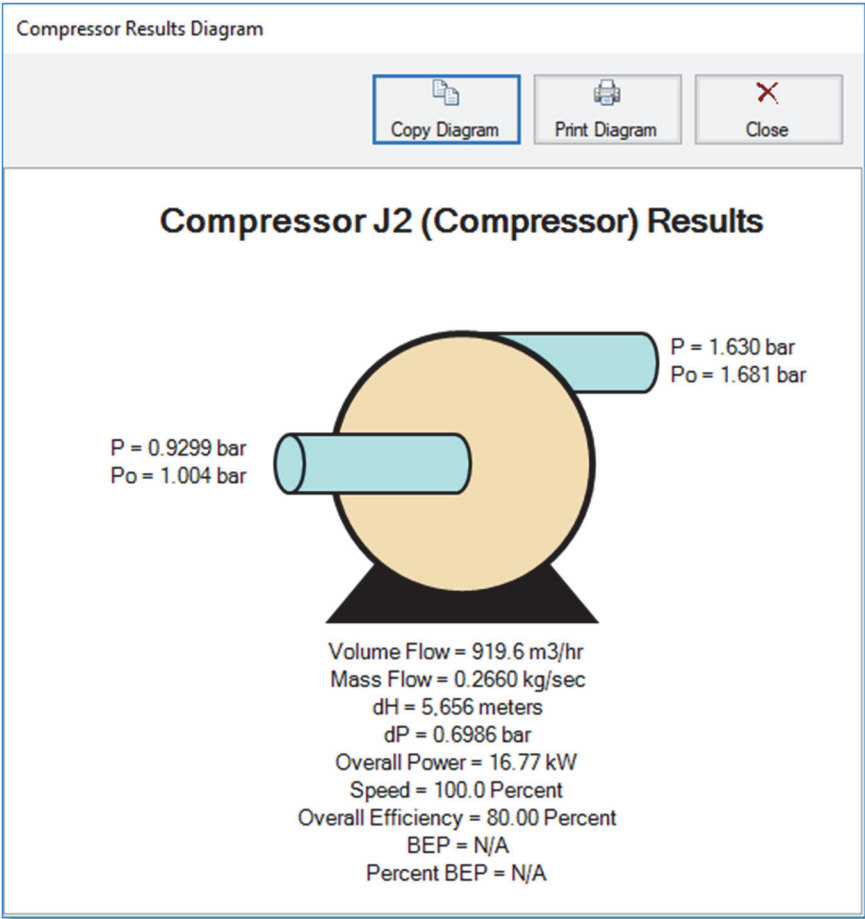 Compressor Results Diagram
Copy Diagram
Print Diagram
Close
Compressor J2 (Compressor) Results
P = 1.630 bar
Po = 1.681 bar
P = 0.9299 bar
Po = 1.004 bar
Volume Flow = 919.6 m3/hr
Mass Flow = 0.2660 kg/sec
dH = 5,656 meters
dP = 0.6986 bar
Overall Power = 16.77 kW
Speed = 100.0 Percent
Overall Efficiency = 80.00 Percent
BEP = N/A
Percent BEP = N/A